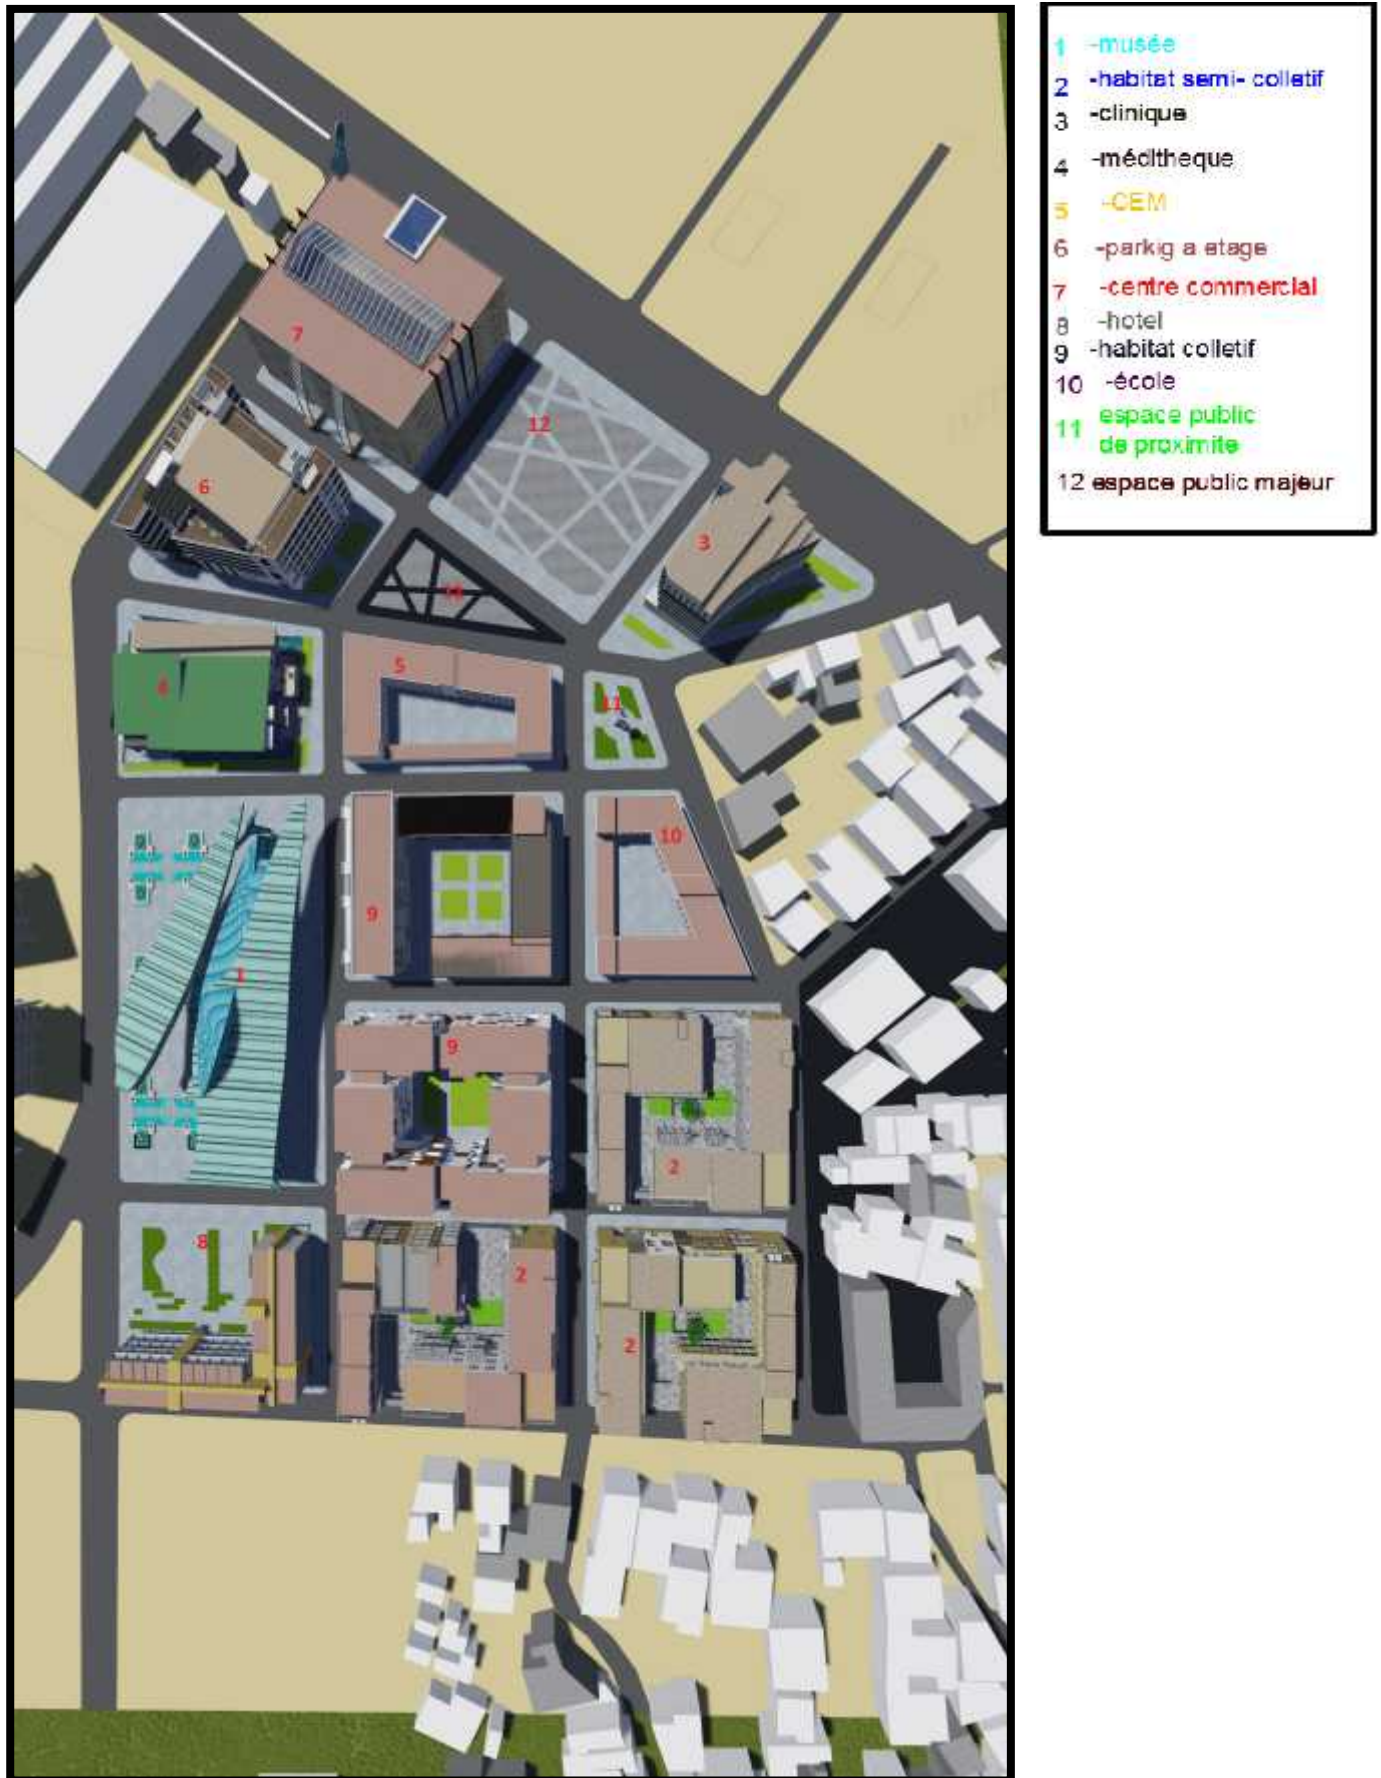 1 -musée
2 -habitat semi- colletif
3 -clinique
4 -méditheque
5 -CEM
6 -parkig a etage
7 -centre commercial
8 -hotel
9 -habitat colletif
10 -école
11 espace public
de proximite
12 espace public majeur
7
12
6
3
11
5
4
11
10
9
1
9
2
8
2
2